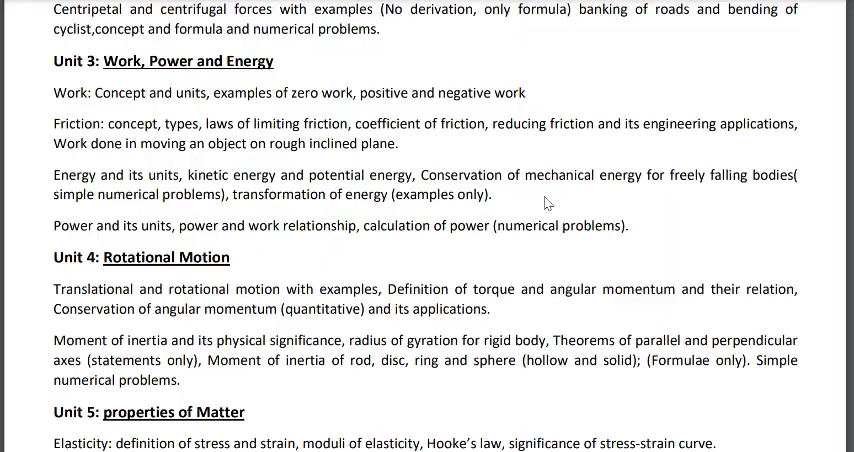 Centripetal and centrifugal forces with examples (No derivation, only formula) banking of roads and bending of
cyclist,concept and formula and numerical problems.
Unit 3: Work, Power and Energy
Work: Concept and units, examples of zero work, positive and negative work
Friction: concept, types, laws of limiting friction, coefficient of friction, reducing friction and its engineering applications,
Work done in moving an object on rough inclined plane.
Energy and its units, kinetic energy and potential energy, Conservation of mechanical energy for freely falling bodies(
simple numerical problems), transformation of energy (examples only).
Power and its units, power and work relationship, calculation of power (numerical problems).
Unit 4: Rotational Motion
Translational and rotational motion with examples, Definition of torque and angular momentum and their relation,
Conservation of angular momentum (quantitative) and its applications.
Moment of inertia and its physical significance, radius of gyration for rigid body, Theorems of parallel and perpendicular
axes (statements only), Moment of inertia of rod, disc, ring and sphere (hollow and solid); (Formulae only). Simple
numerical problems.
Unit 5: properties of Matter
Elasticity: definition of stress and strain, moduli of elasticity, Hooke’s law, significance of stress-strain curve.